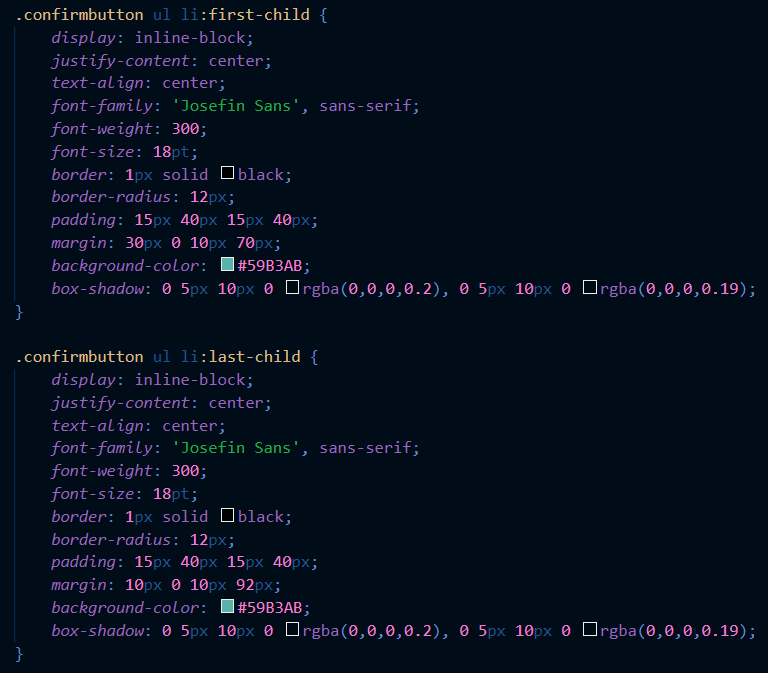 .confirmbutton ul li:first-child {
    display: inline-block;
    justify-content: center;
    text-align: center;
    font-family: 'Josefin Sans', sans-serif;
    font-weight: 300;
    font-size: 18pt;
    border: 1px solid black;
    border-radius: 12px;
    padding: 15px 40px 15px 40px;
    margin: 30px 0 10px 70px;
    background-color: #59B3AB;
    box-shadow: 0 5px 10px 0 rgba(0,0,0,0.2), 0 5px 10px 0 rgba(0,0,0,0.19);
}

.confirmbutton ul li:last-child {
    display: inline-block;
    justify-content: center;
    text-align: center;
    font-family: 'Josefin Sans', sans-serif;
    font-weight: 300;
    font-size: 18pt;
    border: 1px solid black;
    border-radius: 12px;
    padding: 15px 40px 15px 40px;
    margin: 10px 0 10px 92px;
    background-color: #59B3AB;
    box-shadow: 0 5px 10px 0 rgba(0,0,0,0.2), 0 5px 10px 0 rgba(0,0,0,0.19);
}